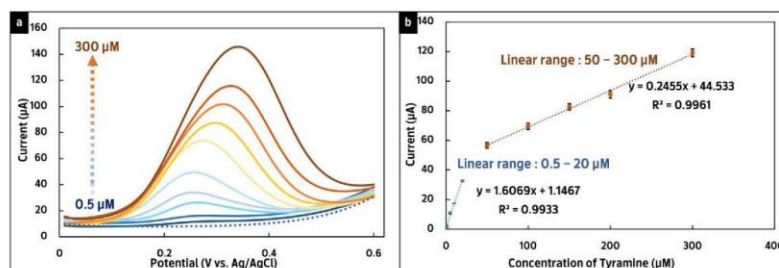 a
160
140
120
100
80
60
40
20
0
Current (µA)
300 µM
0.5 µM
0
0.2
0.4
0.6
Potential (V vs. Ag/AgCl)
b
140
120
100
80
60
40
20
0
Current (µA)
Linear range : 50 – 300 µM
y = 0.2455x + 44.533
R² = 0.9961
Linear range : 0.5 – 20 µM
y = 1.6069x + 1.1467
R² = 0.9933
0
100
200
300
400
Concentration of Tyramine (µM)